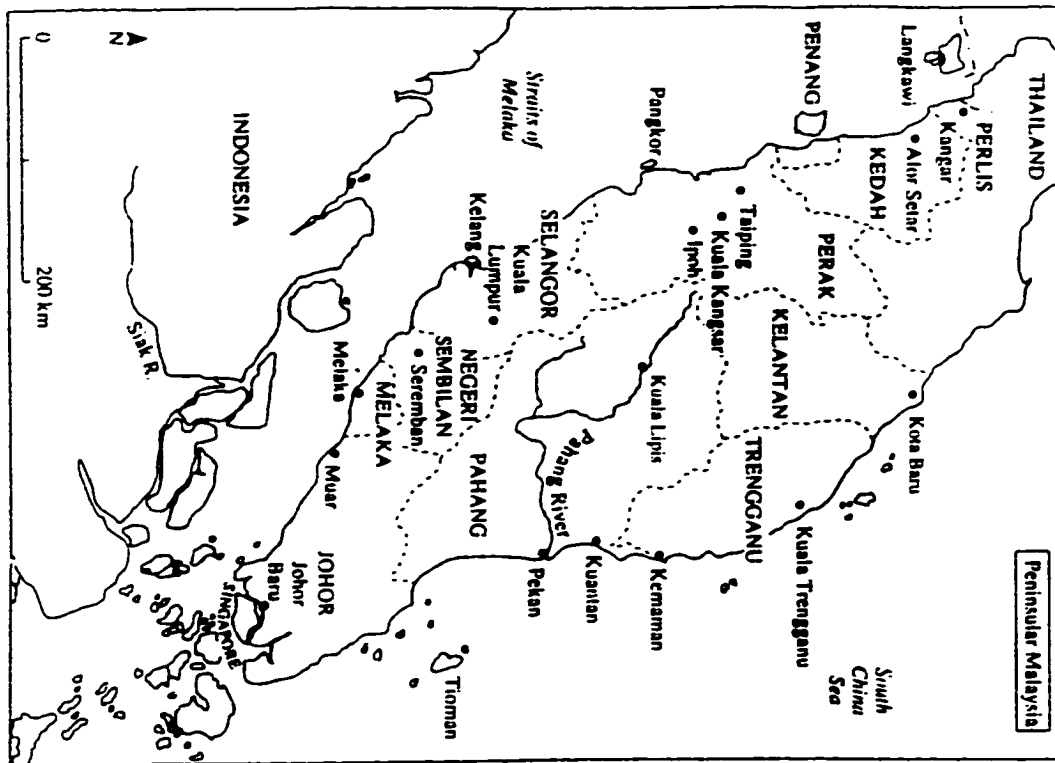 Peninsular Malaysia
THAILAND
PERLIS
Kangar
Langkawi
Alor Setar
KEDAH
PENANG
Kota Baru
South
China
Sea
Kuala Trengganu
PERAK
KELANTAN
TRENGGANU
Taiping
Kuala Kangsar
Ipoh
Pangkor
Kuala Lipis
Kemaman
Kuantan
Pahang River
Pekan
Straits of
Melaka
SELANGOR
Kuala
Lumpur
Kelang
NEGERI
SEMBILAN
Seremban
PAHANG
Tioman
MELAKA
Melaka
Muar
JOHOR
Johor
Baru
SINGAPORE
INDONESIA
Siak R.
N
0
200 km